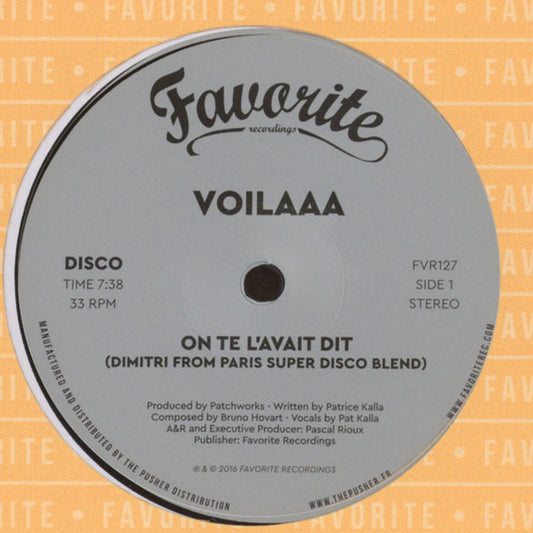 FAVORITE • FAVORITE • FAVORITE
Favorite
recordings
VOILAAA
DISCO
TIME 7:38
33 RPM
FVR127
SIDE 1
STEREO
ON TE L'AVAIT DIT
(DIMITRI FROM PARIS SUPER DISCO BLEND)
Produced by Patchworks - Written by Patrice Kalla
Composed by Bruno Hovart - Vocals by Pat Kalla
A&R and Executive Producer: Pascal Rioux
Publisher: Favorite Recordings
℗ & © 2016 FAVORITE RECORDINGS
MANUFACTURED AND DISTRIBUTED BY THE PUSHER DISTRIBUTION
WWW.THEPUSHER.FR
WWW.FAVORITEREC.COM
FAVORITE • FAVORITE • FAVORITE